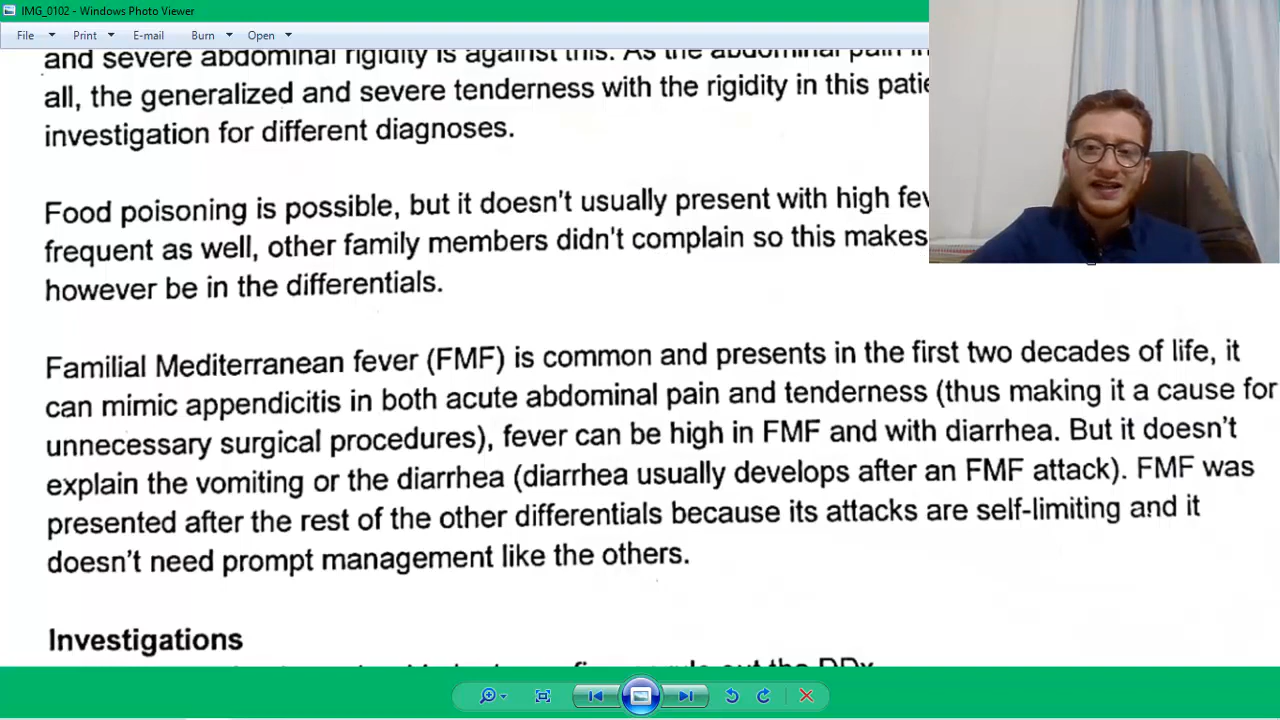 IMG_0102 - Windows Photo Viewer
File Print E-mail Burn Open
and severe abdominal rigidity is against this. As the abdominal pain in
all, the generalized and severe tenderness with the rigidity in this
investigation for different diagnoses.
Food poisoning is possible, but it doesn't usually present with high
frequent as well, other family members didn't complain so this makes
however be in the differentials.
Familial Mediterranean fever (FMF) is common and presents in the first two decades of life, it
can mimic appendicitis in both acute abdominal pain and tenderness (thus making it a cause for
unnecessary surgical procedures), fever can be high in FMF and with diarrhea. But it doesn't
explain the vomiting or the diarrhea (diarrhea usually develops after an FMF attack). FMF was
presented after the rest of the other differentials because its attacks are self-limiting and it
doesn't need prompt management like the others.
Investigations